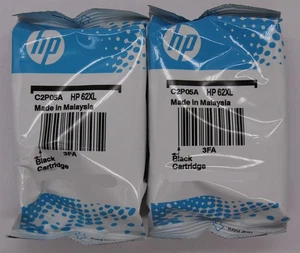 hp
C2P05A HP 62XL
Made in Malaysia
3FA
Black
Cartridge
hp
C2P05A HP 62XL
Made in Malaysia
3FA
Black
Cartridge